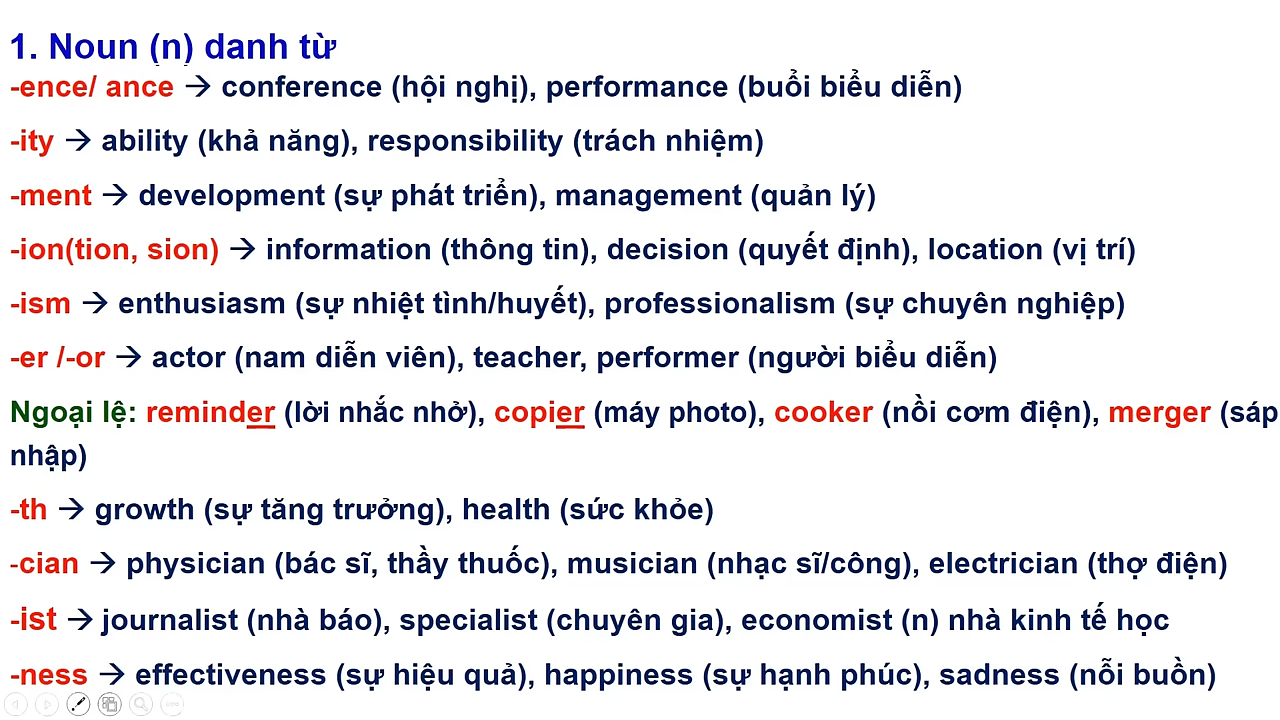 1. Noun (n) danh từ
-ence/ ance → conference (hội nghị), performance (buổi biểu diễn)
-ity → ability (khả năng), responsibility (trách nhiệm)
-ment → development (sự phát triển), management (quản lý)
-ion(tion, sion) → information (thông tin), decision (quyết định), location (vị trí)
-ism → enthusiasm (sự nhiệt tình/huyết), professionalism (sự chuyên nghiệp)
-er /-or → actor (nam diễn viên), teacher, performer (người biểu diễn)
Ngoại lệ: reminder (lời nhắc nhở), copier (máy photo), cooker (nồi cơm điện), merger (sáp
nhập)
-th → growth (sự tăng trưởng), health (sức khỏe)
-cian → physician (bác sĩ, thầy thuốc), musician (nhạc sĩ/công), electrician (thợ điện)
-ist → journalist (nhà báo), specialist (chuyên gia), economist (n) nhà kinh tế học
-ness → effectiveness (sự hiệu quả), happiness (sự hạnh phúc), sadness (nỗi buồn)